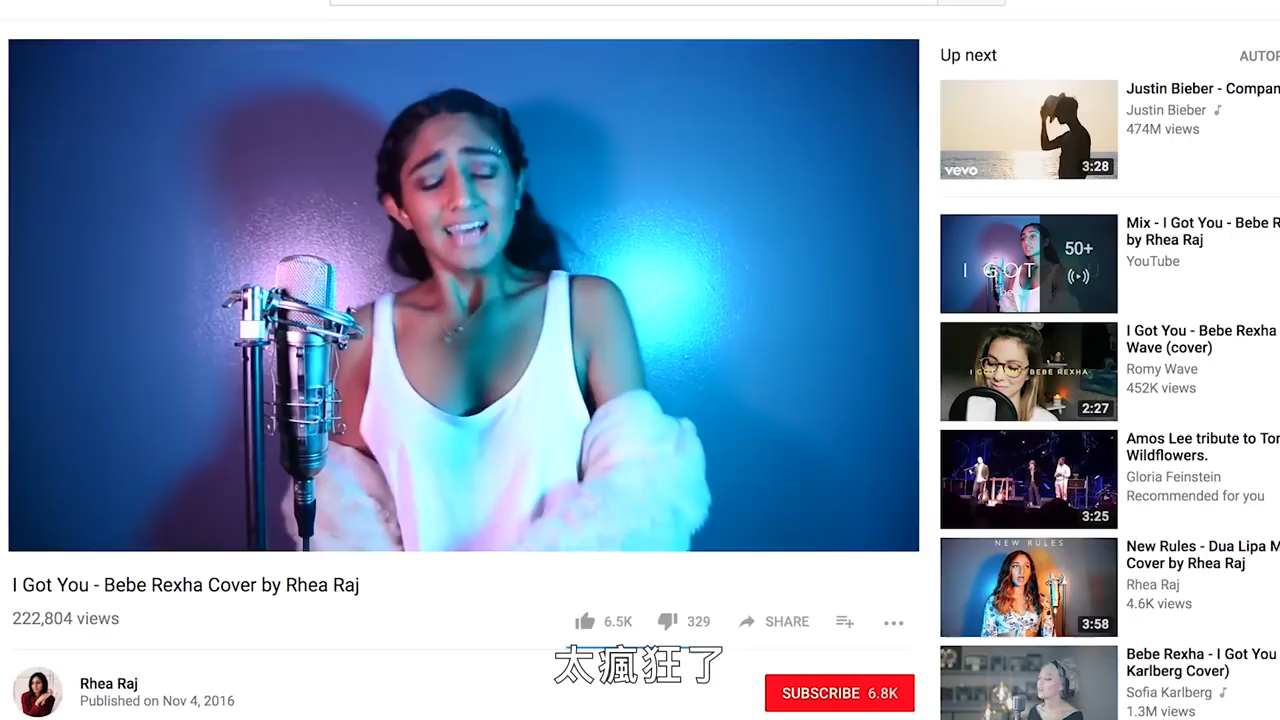 Up next
AUTOP
Justin Bieber - Compan
Justin Bieber
474M views
3:28
vevo
Mix - I Got You - Bebe R
by Rhea Raj
YouTube
50+
I GOT
I Got You - Bebe Rexha
Wave (cover)
Romy Wave
452K views
BEBE REXHA
2:27
Amos Lee tribute to Tom
Wildflowers.
Gloria Feinstein
Recommended for you
3:25
New Rules - Dua Lipa M
Cover by Rhea Raj
Rhea Raj
4.6K views
NEW RULES
3:58
Bebe Rexha - I Got You
Karlberg Cover)
Sofia Karlberg
1.3M views
I Got You - Bebe Rexha Cover by Rhea Raj
222,804 views
6.5K
329
SHARE
太瘋狂了
Rhea Raj
Published on Nov 4, 2016
SUBSCRIBE 6.8K